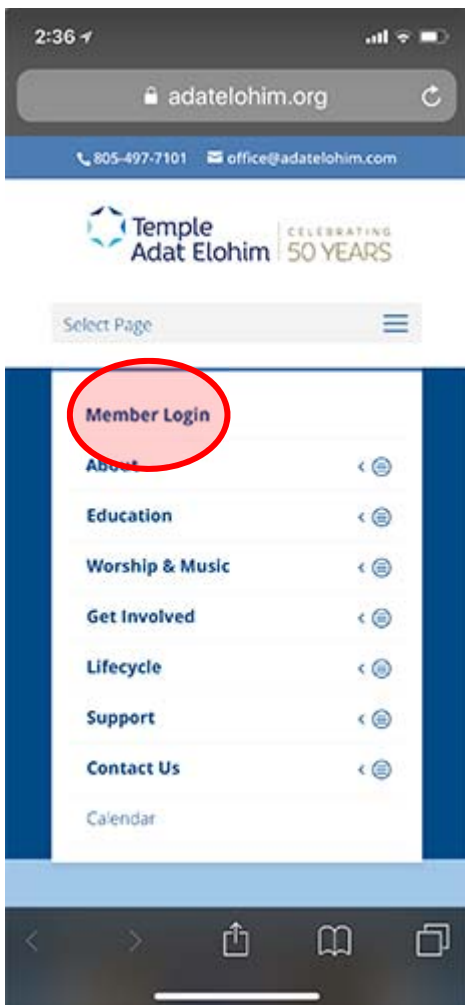 2:36
adatelohim.org
805-497-7101 office@adatelohim.com
Temple
Adat Elohim
CELEBRATING
50 YEARS
Select Page
Member Login
About
Education
Worship & Music
Get Involved
Lifecycle
Support
Contact Us
Calendar